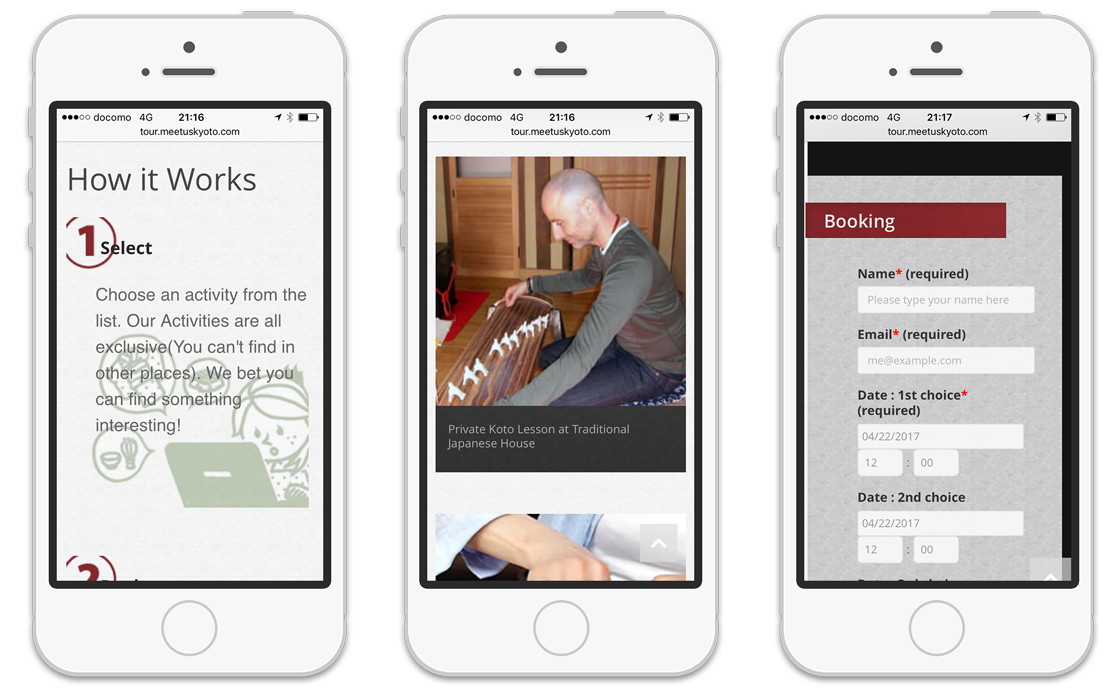 docomo 4G 21:16
tour.meetuskyoto.com
How it Works
1 Select
Choose an activity from the
list. Our Activities are all
exclusive(You can't find in
other places). We bet you
can find something
interesting!
2
docomo 4G 21:16
tour.meetuskyoto.com
Private Koto Lesson at Traditional
Japanese House
docomo 4G 21:17
tour.meetuskyoto.com
Booking
Name* (required)
Please type your name here
Email* (required)
me@example.com
Date : 1st choice*
(required)
04/22/2017
12 : 00
Date : 2nd choice
04/22/2017
12 : 00